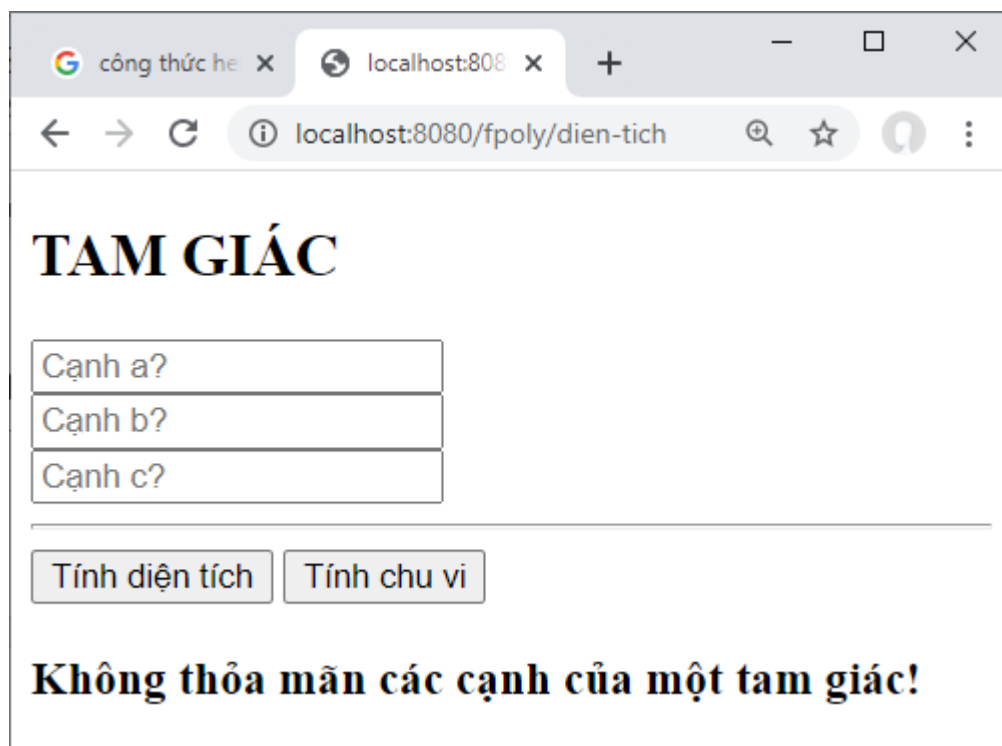 công thức he
localhost:808
localhost:8080/fpoly/dien-tich
TAM GIÁC
Cạnh a?
Cạnh b?
Cạnh c?
Tính diện tích Tính chu vi
Không thỏa mãn các cạnh của một tam giác!